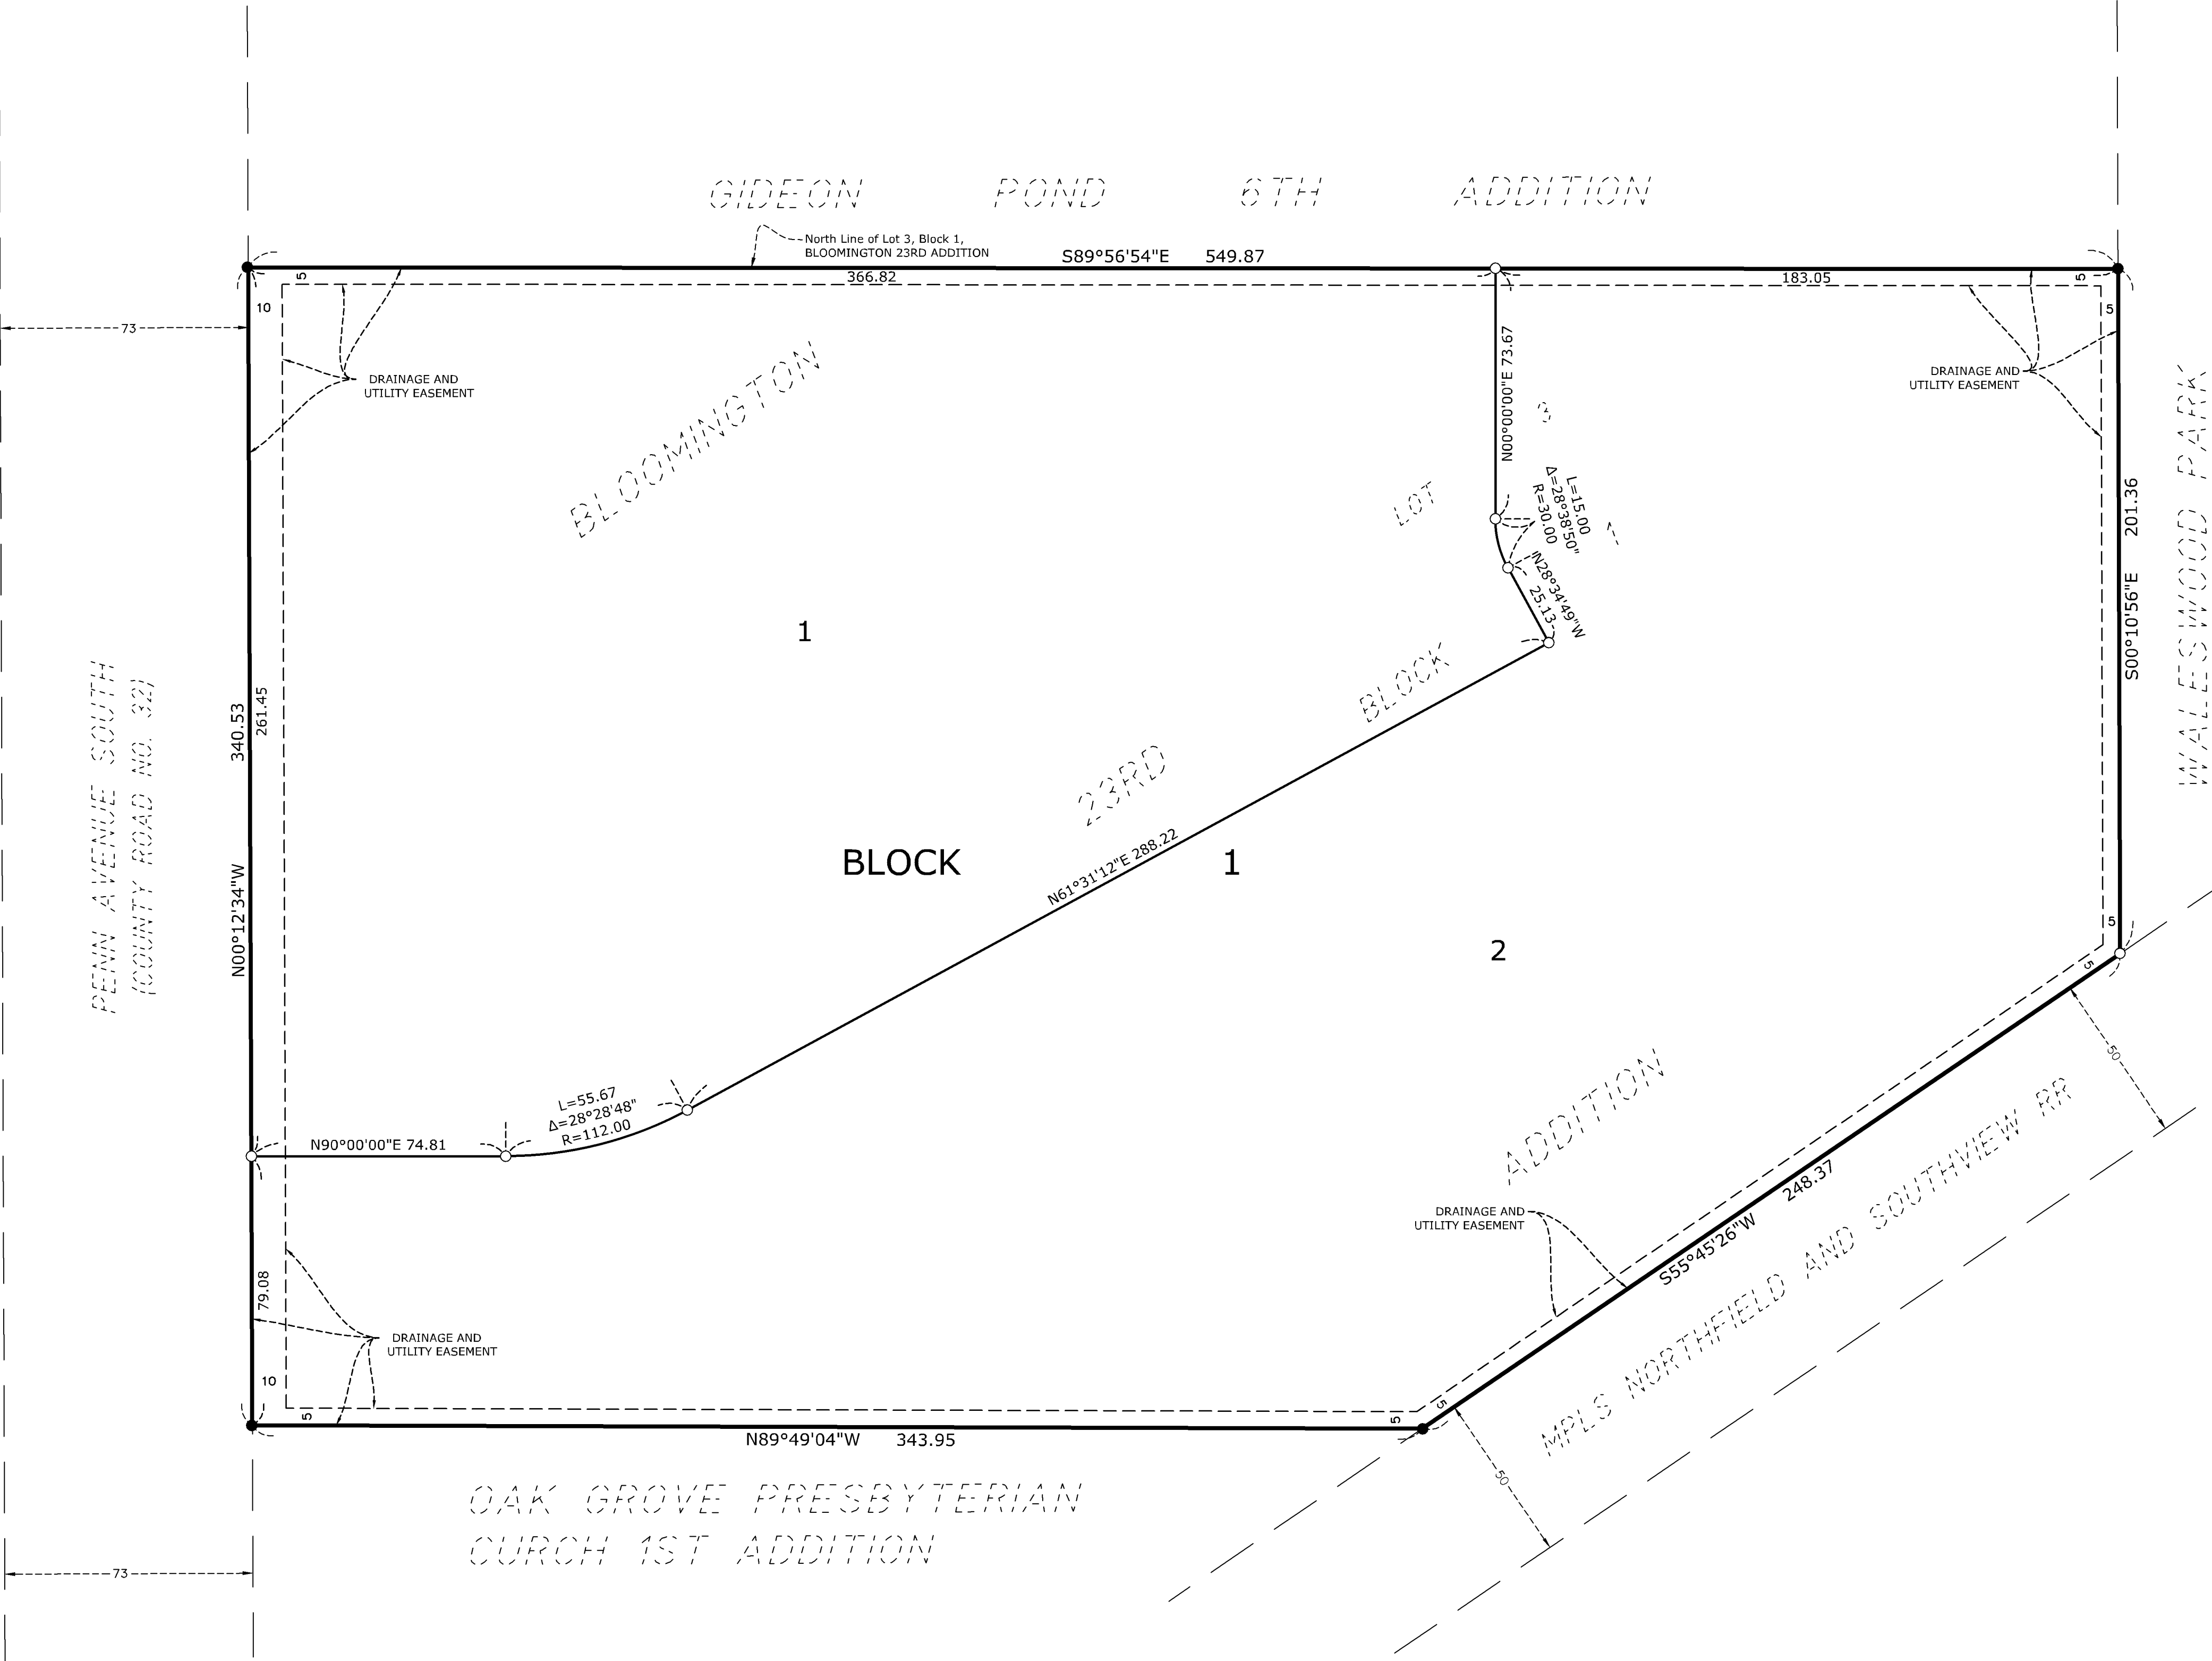 GIDEON POND 6TH ADDITION
North Line of Lot 3, Block 1,
BLOOMINGTON 23RD ADDITION
S89°56'54"E 549.87
366.82
183.05
5
5
10
5
73
DRAINAGE AND
UTILITY EASEMENT
DRAINAGE AND
UTILITY EASEMENT
N00°00'00"E 73.67
BLOOMINGTON
LOT
3
L=15.00
Δ=28°38'50"
R=30.00
1
N28°34'49"W
25.13
S00°10'56"E 201.36
WALESWOOD PARK
1
BLOCK
23RD
N61°31'12"E 288.22
BLOCK 1
2
PENN AVENUE SOUTH
(COUNTY ROAD NO. 32)
N00°12'34"W 340.53
261.45
5
5
50
L=55.67
Δ=28°28'48"
R=112.00
N90°00'00"E 74.81
ADDITION
248.37
S55°45'26"W
MPLS NORTHFIELD AND SOUTHVIEW RR
DRAINAGE AND
UTILITY EASEMENT
79.08
DRAINAGE AND
UTILITY EASEMENT
10
5
5
5
50
N89°49'04"W 343.95
OAK GROVE PRESBYTERIAN
CURCH 1ST ADDITION
73